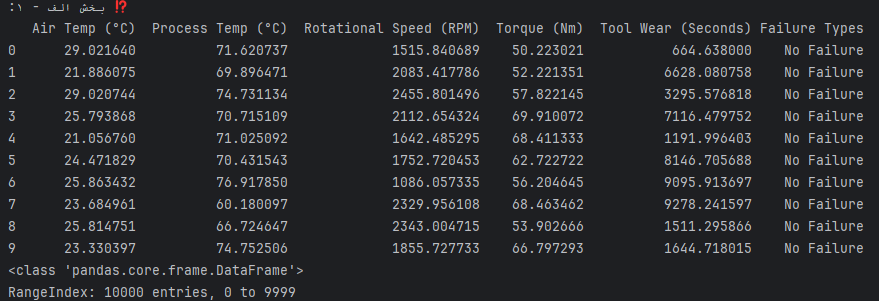 ⁉️ بخش الف - ۱:
Air Temp (°C) Process Temp (°C) Rotational Speed (RPM) Torque (Nm) Tool Wear (Seconds) Failure Types
0 29.021640 71.620737 1515.840689 50.223021 664.638000 No Failure
1 21.886075 69.896471 2083.417786 52.221351 6628.080758 No Failure
2 29.020744 74.731134 2455.801496 57.822145 3295.576818 No Failure
3 25.793868 70.715109 2112.654324 69.910072 7116.479752 No Failure
4 21.056760 71.025092 1642.485295 68.411333 1191.996403 No Failure
5 24.471829 70.431543 1752.720453 62.722722 8146.705688 No Failure
6 25.863432 76.917850 1086.057335 56.204645 9095.913697 No Failure
7 23.684961 60.180097 2329.956108 68.463462 9278.241597 No Failure
8 25.814751 66.724647 2343.004715 53.902666 1511.295866 No Failure
9 23.330397 74.752506 1855.727733 66.797293 1644.718015 No Failure
<class 'pandas.core.frame.DataFrame'>
RangeIndex: 10000 entries, 0 to 9999